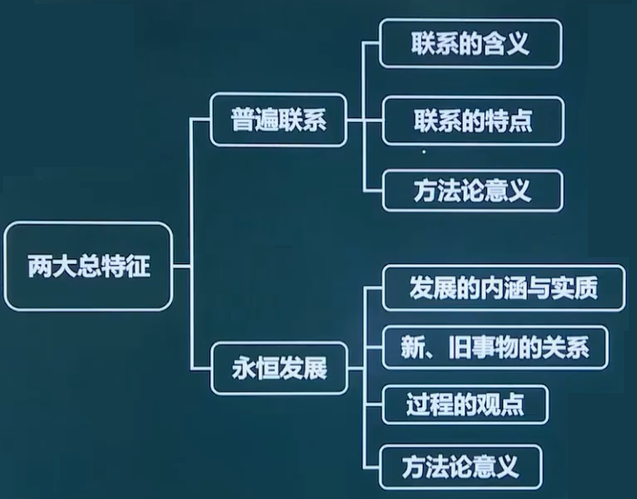 两大总特征
普遍联系
联系的含义
联系的特点
方法论意义
永恒发展
发展的内涵与实质
新、旧事物的关系
过程的观点
方法论意义